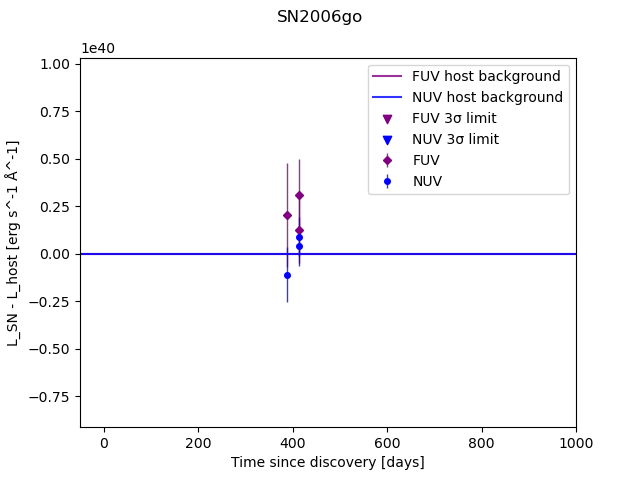 SN2006go
1e40
1.00
0.75
0.50
0.25
0.00
−0.25
−0.50
−0.75
L_SN - L_host [erg s^-1 Å^-1]
FUV host background
NUV host background
FUV 3σ limit
NUV 3σ limit
FUV
NUV
0 200 400 600 800 1000
Time since discovery [days]